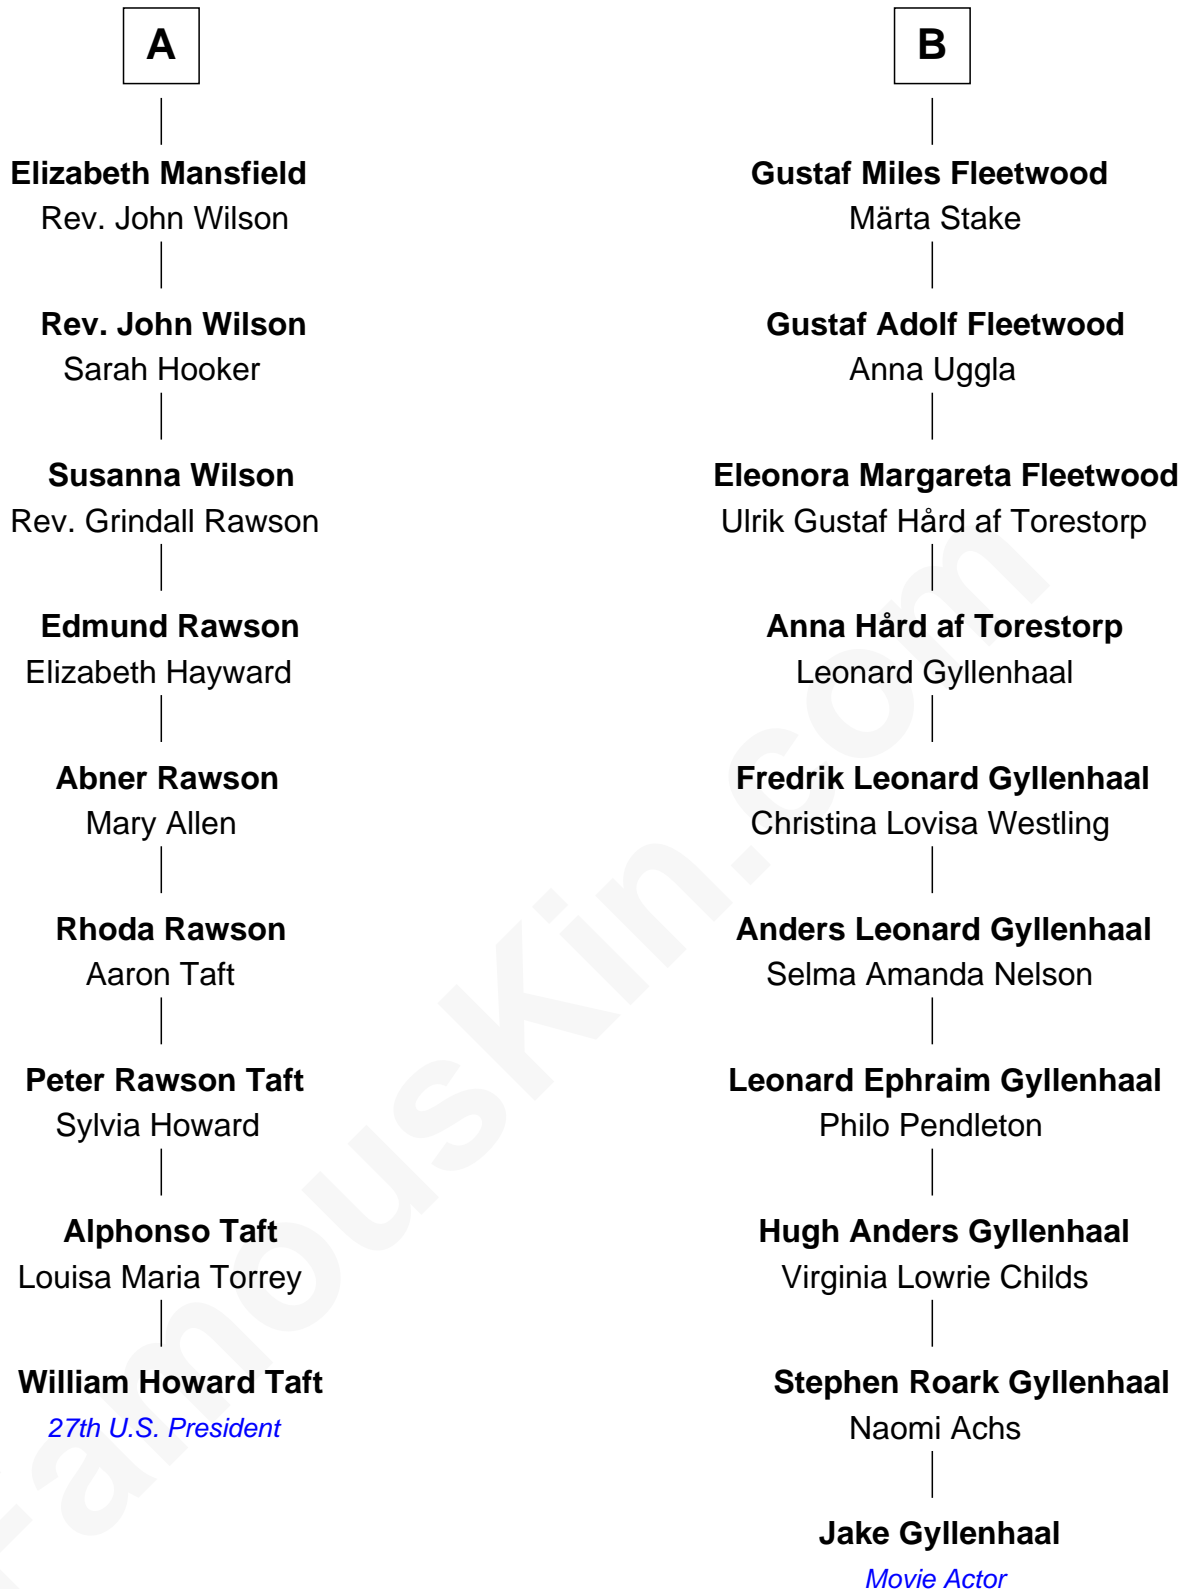 A
Elizabeth Mansfield
Rev. John Wilson
Rev. John Wilson
Sarah Hooker
Susanna Wilson
Rev. Grindall Rawson
Edmund Rawson
Elizabeth Hayward
Abner Rawson
Mary Allen
Rhoda Rawson
Aaron Taft
Peter Rawson Taft
Sylvia Howard
Alphonso Taft
Louisa Maria Torrey
William Howard Taft
27th U.S. President
B
Gustaf Miles Fleetwood
Märta Stake
Gustaf Adolf Fleetwood
Anna Uggla
Eleonora Margareta Fleetwood
Ulrik Gustaf Hård af Torestorp
Anna Hård af Torestorp
Leonard Gyllenhaal
Fredrik Leonard Gyllenhaal
Christina Lovisa Westling
Anders Leonard Gyllenhaal
Selma Amanda Nelson
Leonard Ephraim Gyllenhaal
Philo Pendleton
Hugh Anders Gyllenhaal
Virginia Lowrie Childs
Stephen Roark Gyllenhaal
Naomi Achs
Jake Gyllenhaal
Movie Actor
FamousKin.com